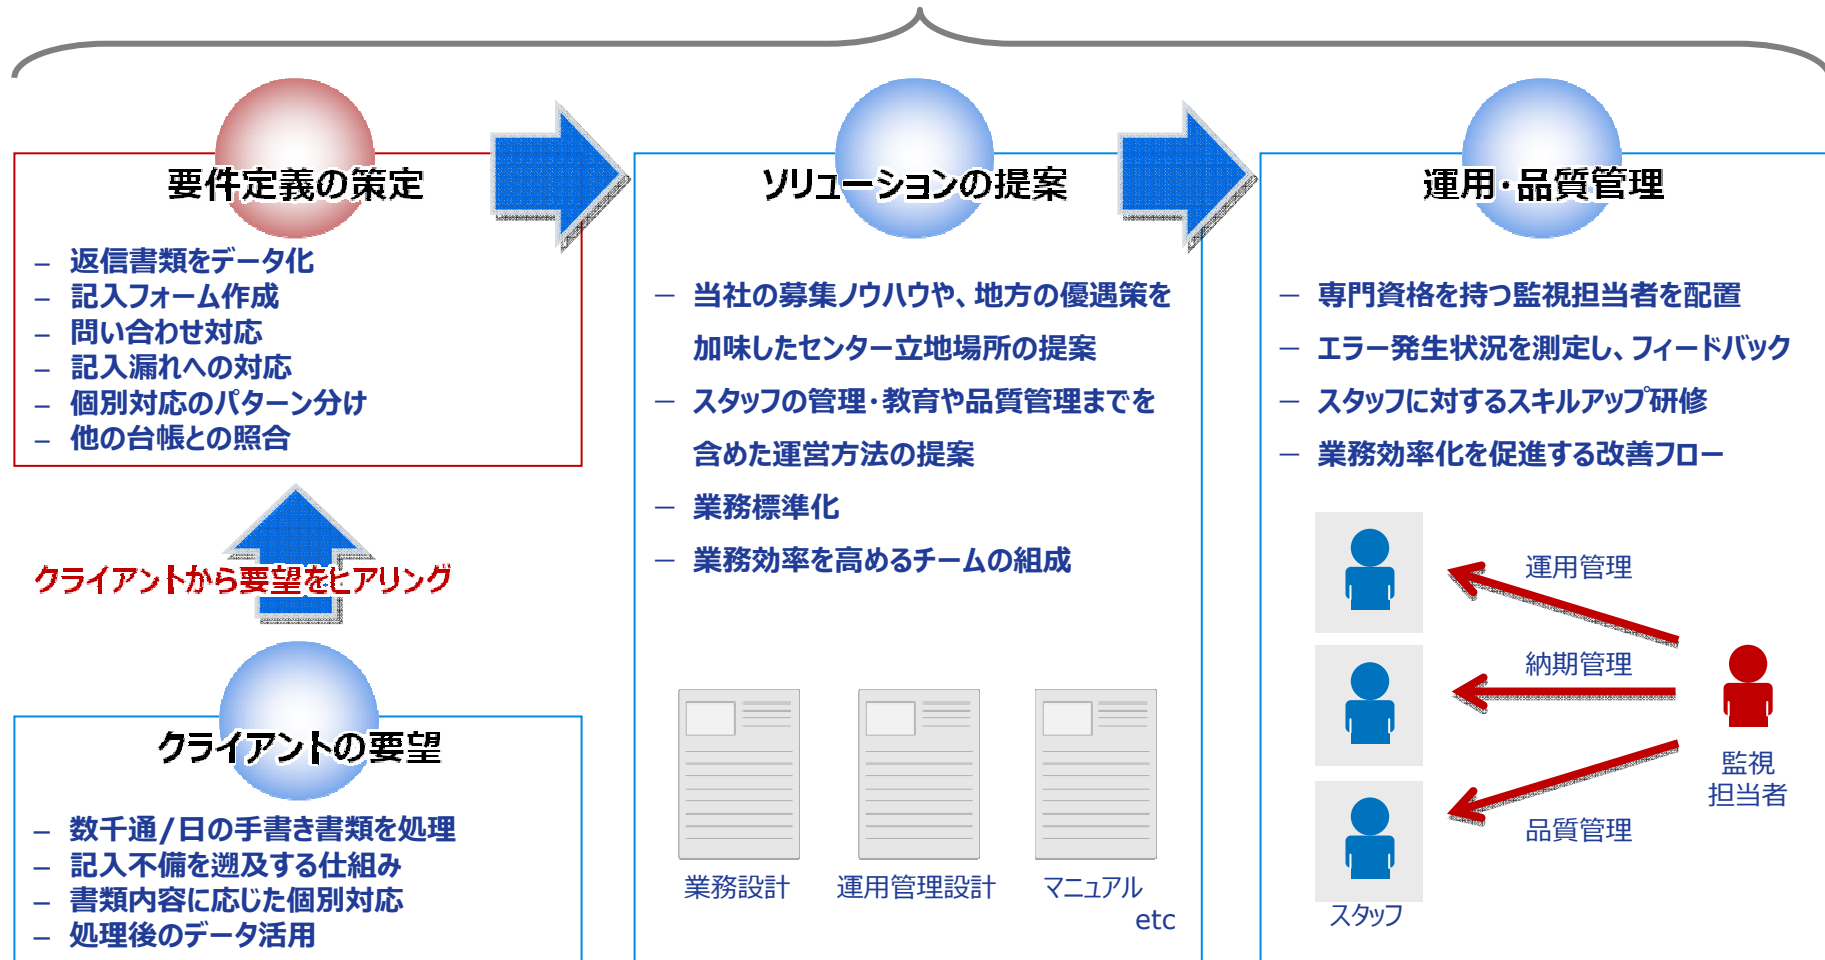 要件定義の策定
– 返信書類をデータ化
– 記入フォーム作成
– 問い合わせ対応
– 記入漏れへの対応
– 個別対応のパターン分け
– 他の台帳との照合
クライアントから要望をヒアリング
クライアントの要望
– 数千通/日の手書き書類を処理
– 記入不備を遡及する仕組み
– 書類内容に応じた個別対応
– 処理後のデータ活用
ソリューションの提案
– 当社の募集ノウハウや、地方の優遇策を
加味したセンター立地場所の提案
– スタッフの管理・教育や品質管理までを
含めた運営方法の提案
– 業務標準化
– 業務効率を高めるチームの組成
業務設計
運用管理設計
マニュアル
etc
運用・品質管理
– 専門資格を持つ監視担当者を配置
– エラー発生状況を測定し、フィードバック
– スタッフに対するスキルアップ研修
– 業務効率化を促進する改善フロー
運用管理
納期管理
品質管理
監視
担当者
スタッフ